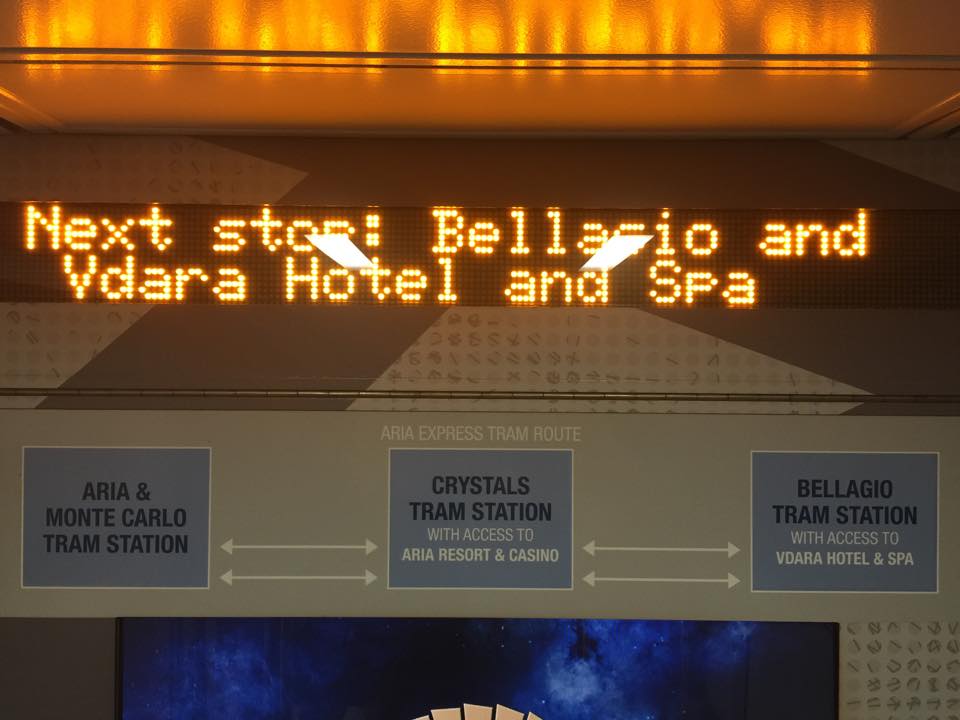 Next stop: Bellagio and
Vdara Hotel and Spa
ARIA EXPRESS TRAM ROUTE
ARIA &
MONTE CARLO
TRAM STATION
CRYSTALS
TRAM STATION
WITH ACCESS TO
ARIA RESORT & CASINO
BELLAGIO
TRAM STATION
WITH ACCESS TO
VDARA HOTEL & SPA